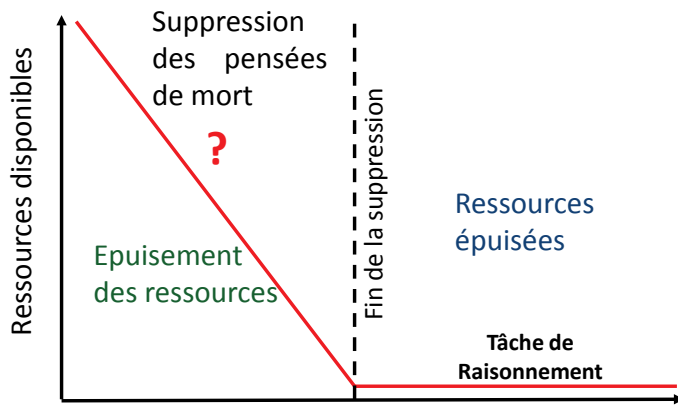 Ressources disponibles
Suppression
des pensées
de mort
?
Epuisement
des ressources
Fin de la suppression
Ressources
épuisées
Tâche de
Raisonnement